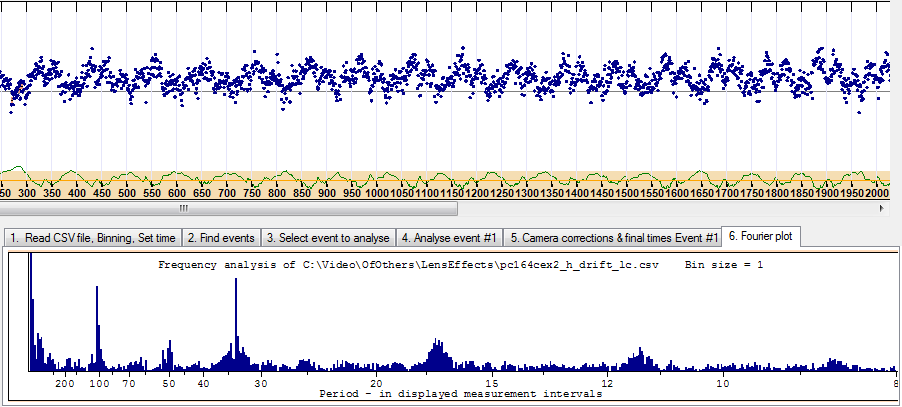 50 300 350 400 450 500 550 600 650 700 750 800 850 900 950 1000 1050 1100 1150 1200 1250 1300 1350 1400 1450 1500 1550 1600 1650 1700 1750 1800 1850 1900 1950 2000
1. Read CSV file, Binning, Set time 2. Find events 3. Select event to analyse 4. Analyse event #1 5. Camera corrections & final times Event #1 6. Fourier plot
Frequency analysis of C:\Video\OfOthers\LensEffects\pc164cex2_h_drift_lc.csv Bin size = 1
200 100 70 50 40 30 20 15 12 10 8
Period - in displayed measurement intervals